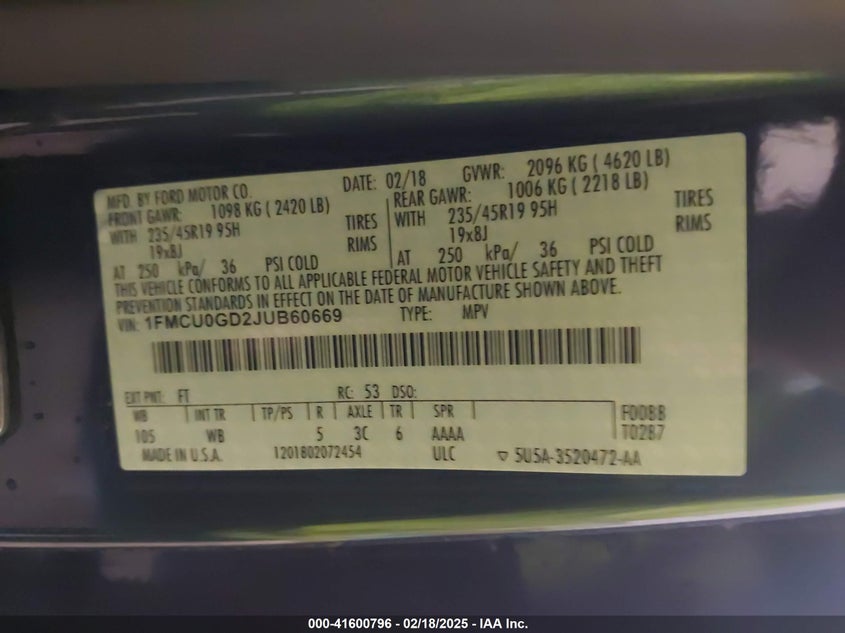 MFD. BY FORD MOTOR CO. DATE: 02/18 GVWR: 2096 KG ( 4620 LB)
FRONT GAWR: 1098 KG ( 2420 LB) REAR GAWR: 1006 KG ( 2218 LB)
WITH 235/45R19 95H TIRES WITH 235/45R19 95H TIRES
19x8J RIMS 19x8J RIMS
AT 250 kPa/ 36 PSI COLD AT 250 kPa/ 36 PSI COLD
THIS VEHICLE CONFORMS TO ALL APPLICABLE FEDERAL MOTOR VEHICLE SAFETY AND THEFT
PREVENTION STANDARDS IN EFFECT ON THE DATE OF MANUFACTURE SHOWN ABOVE.
VIN: 1FMCU0GD2JUB60669 TYPE: MPV
EXT PNT: FT RC: 53 DSO:
WB INT TR TP/PS R AXLE TR SPR F0088
105 WB 5 3C 6 AAAA T0287
MADE IN U.S.A. 1201802072454 ULC ▽ 5U5A-3520472-AA
000-41600796 - 02/18/2025 - IAA Inc.